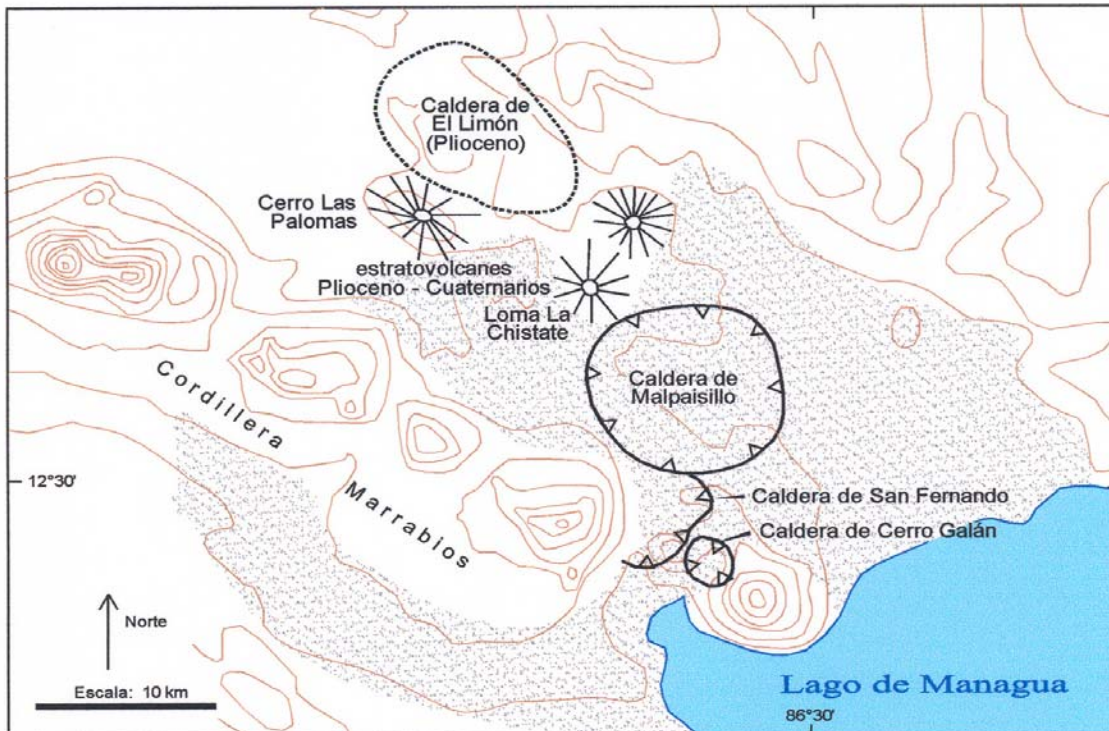 Caldera de
El Limón
(Plioceno)
Cerro Las
Palomas
estratovolcanes
Plioceno - Cuaternarios
Loma La
Chistate
Caldera de
Malpaisillo
Cordillera
Marrabios
12°30'
Caldera de San Fernando
Caldera de Cerro Galán
Norte
Escala: 10 km
Lago de Managua
86°30'